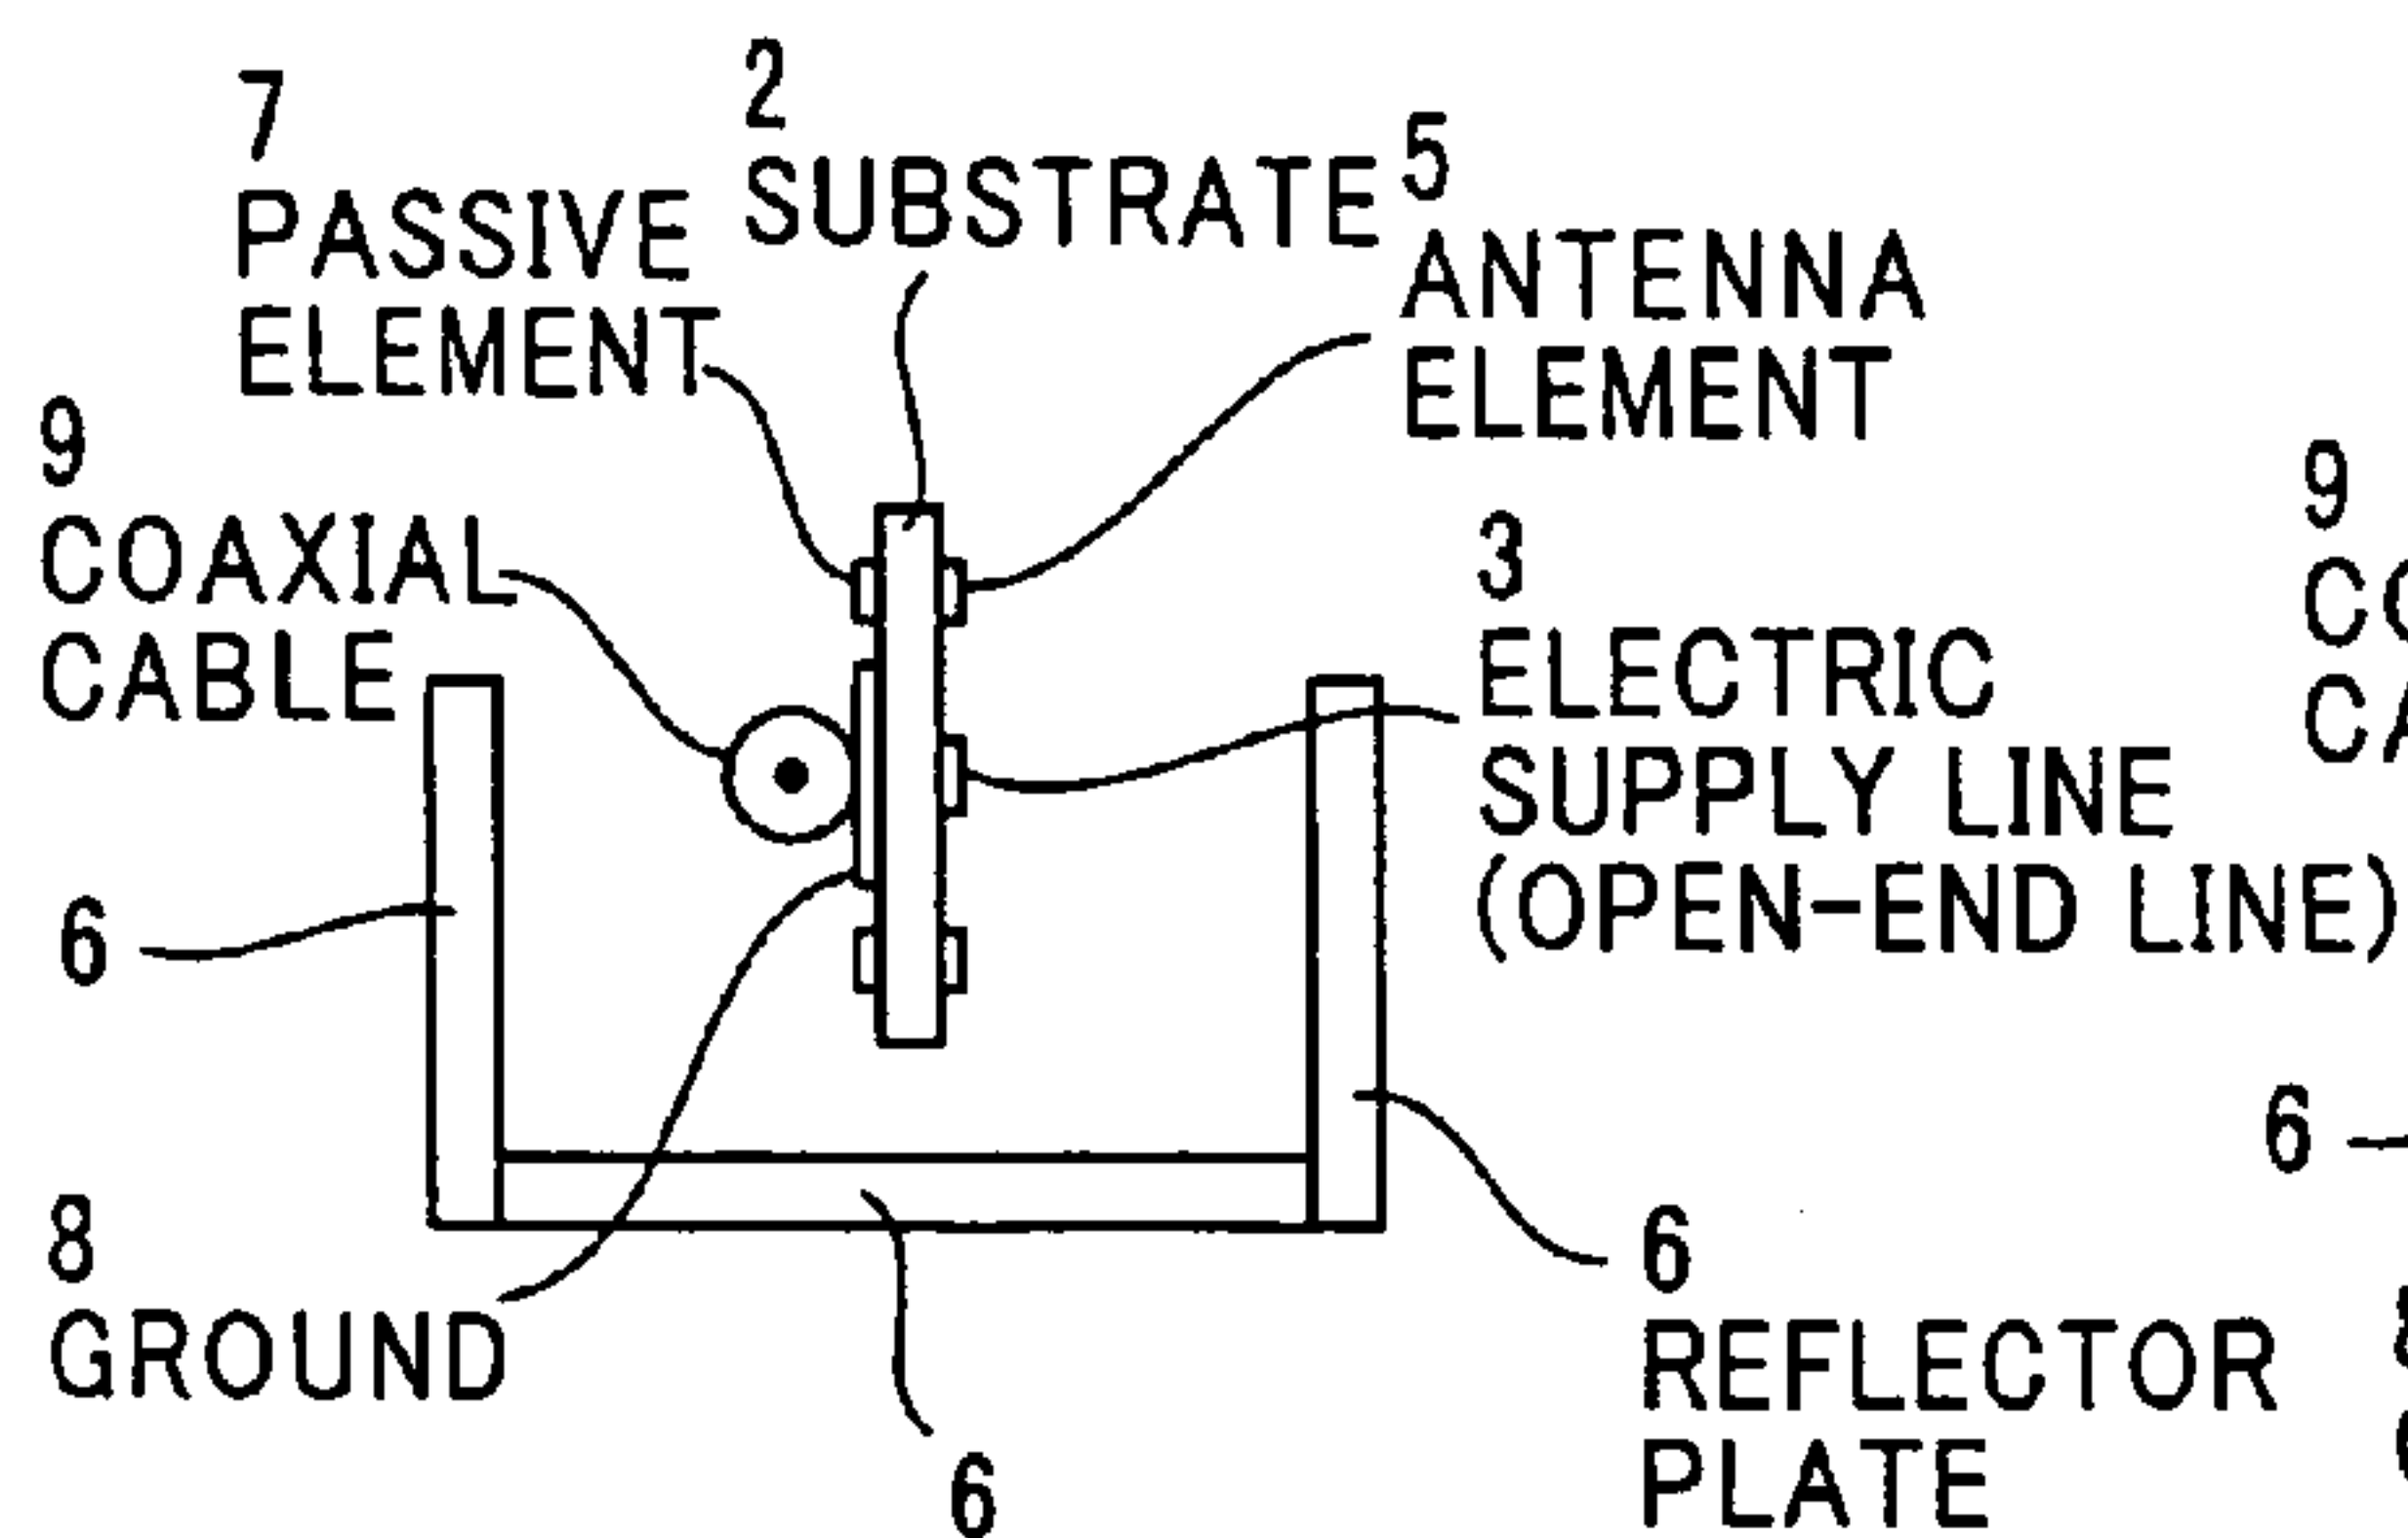 7
PASSIVE
ELEMENT
2
SUBSTRATE
5
ANTENNA
ELEMENT
9
COAXIAL
CABLE
3
ELECTRIC
SUPPLY LINE
(OPEN-END LINE)
6
8
GROUND
6
6
REFLECTOR
PLATE
9
6